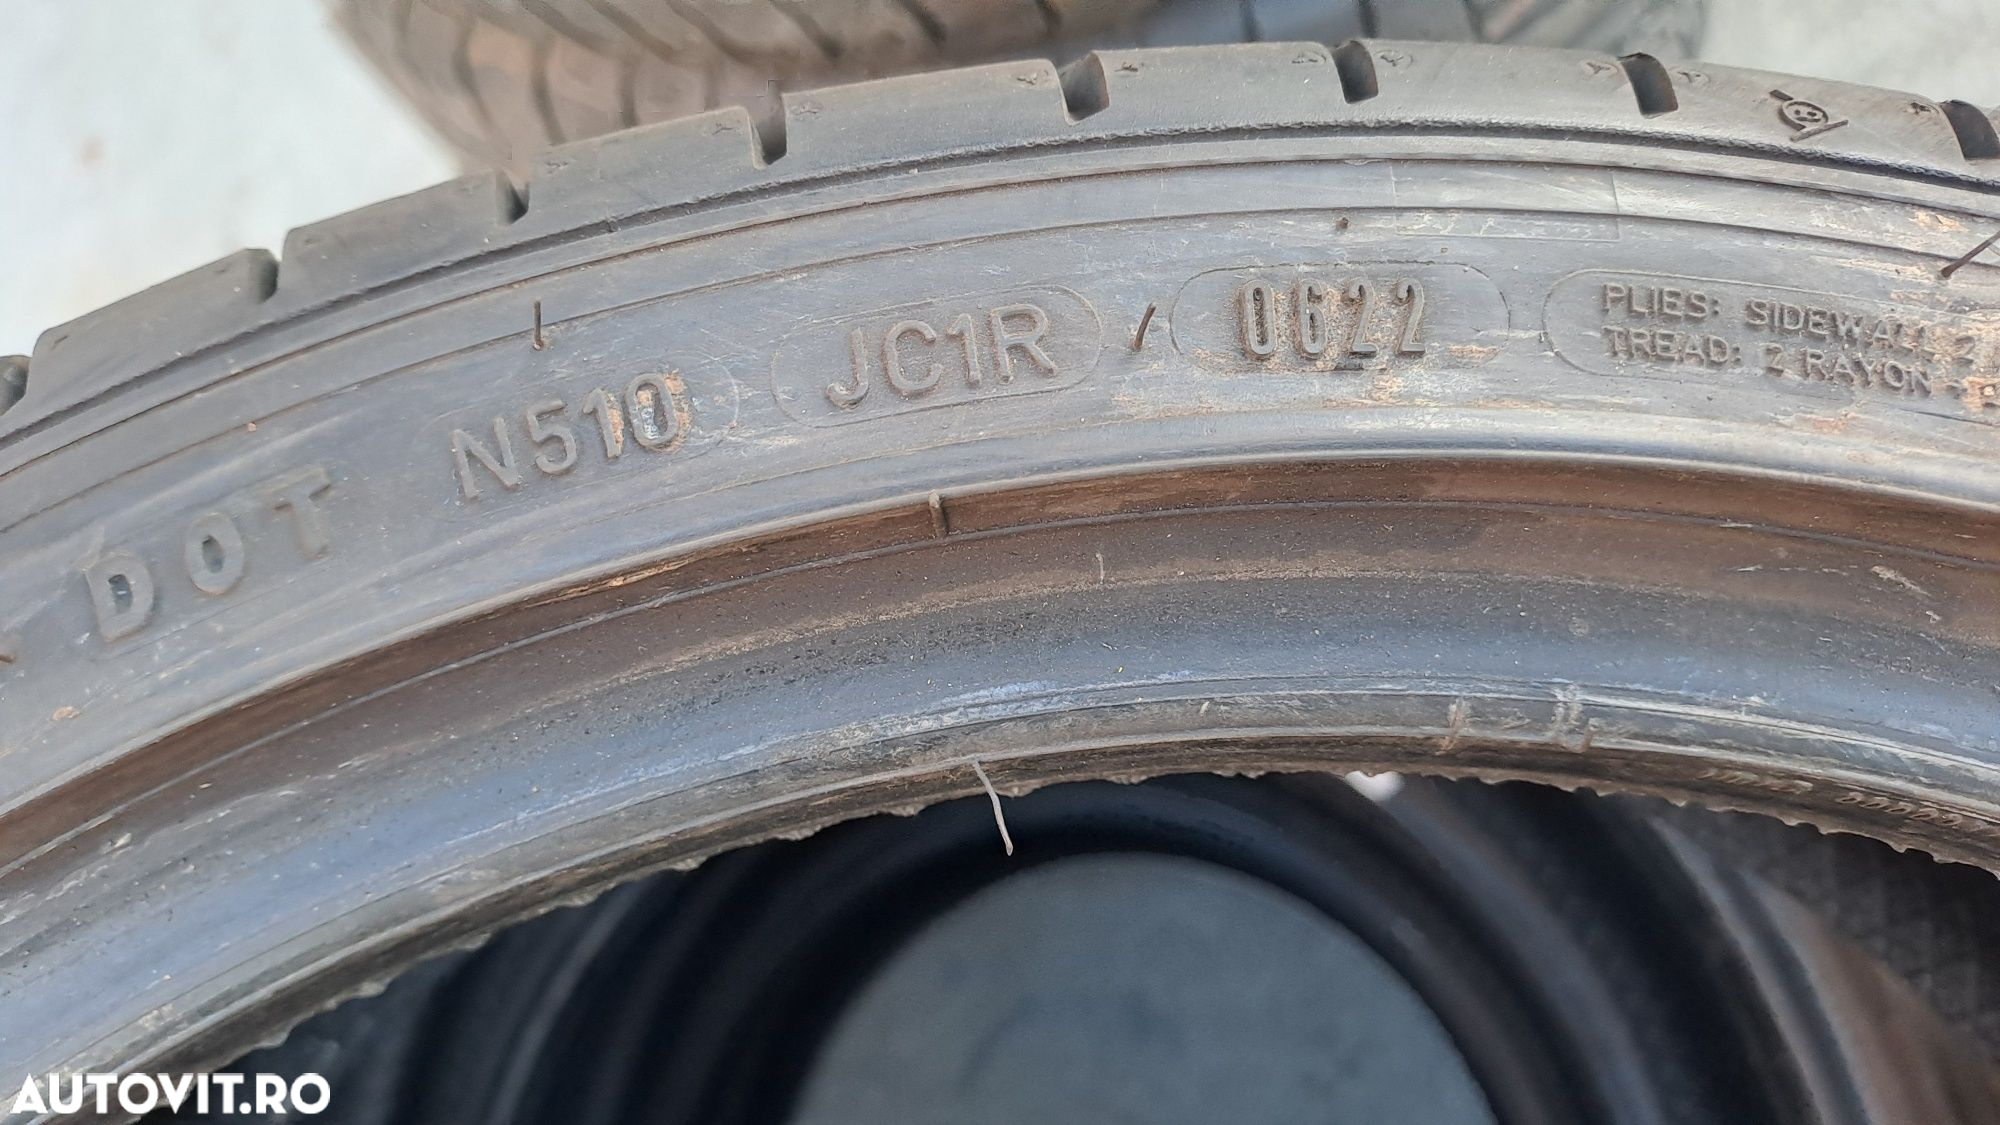 DOT N510 JC1R 0622
PLIES: SIDEWALL 2
TREAD: 2 RAYON
AUTOVIT.RO